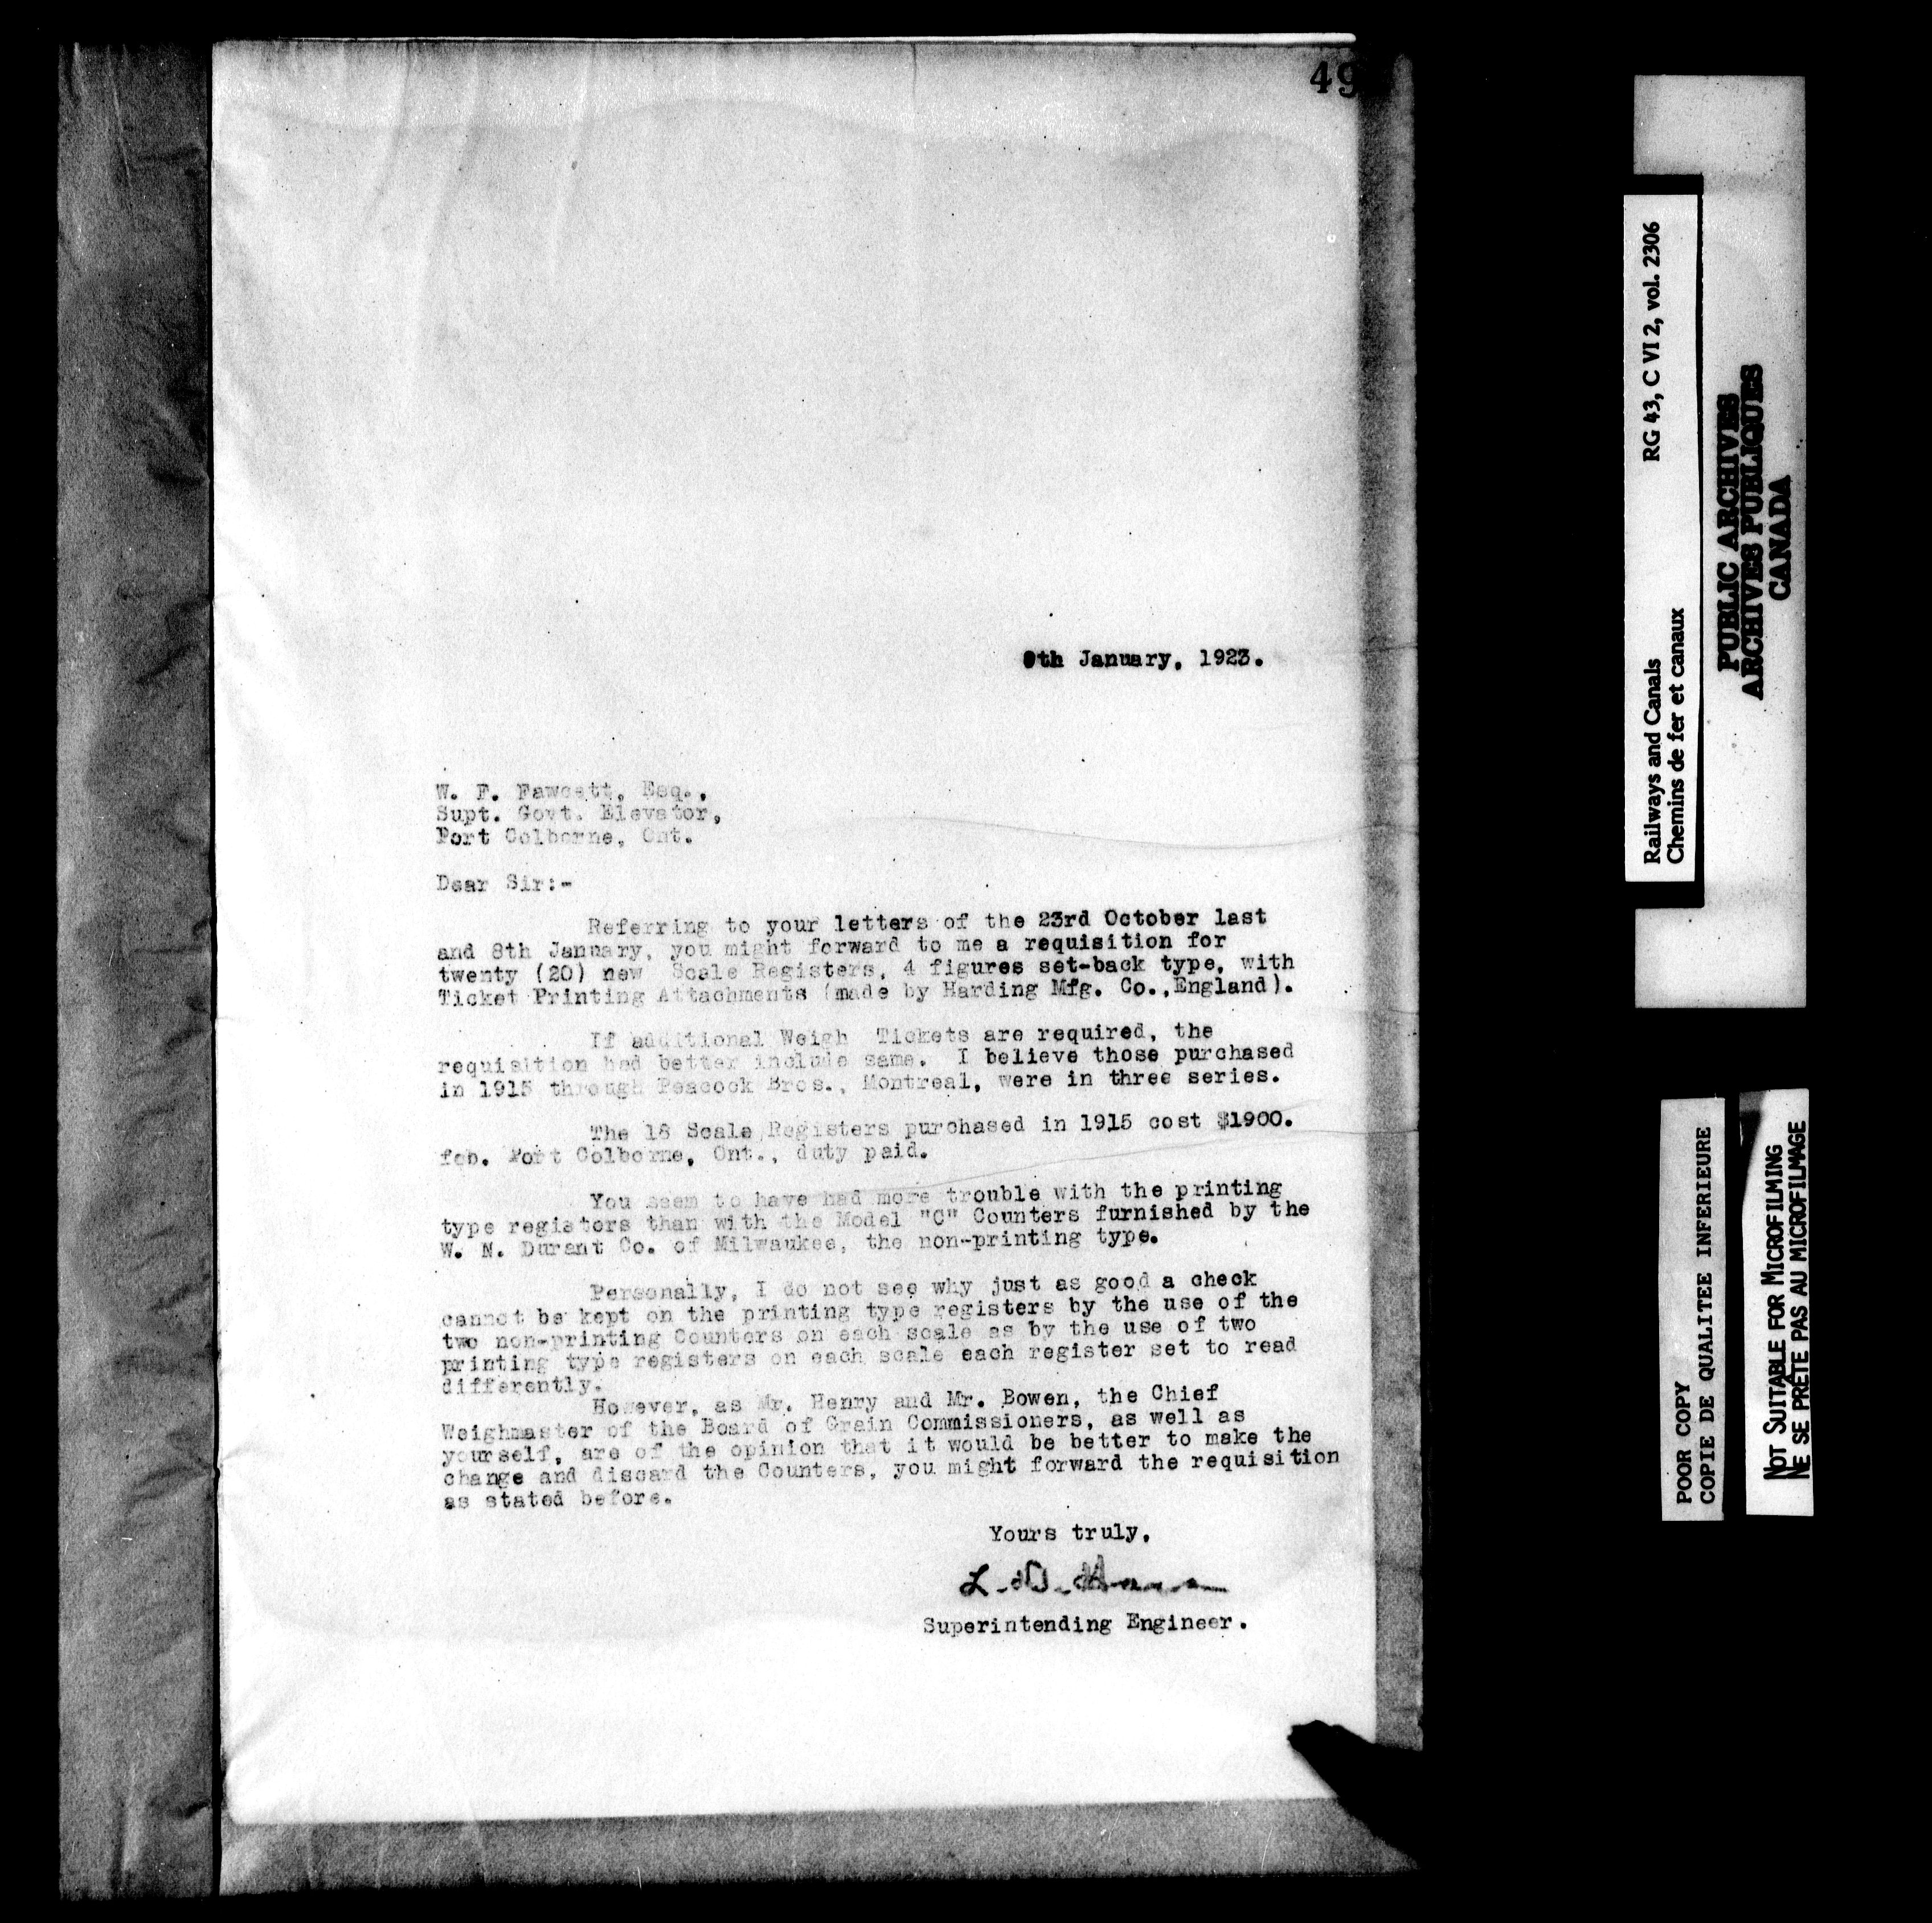 49
9th January, 1923.
W. F. Fawcett, Esq.,
Supt. Govt. Elevator,
Port Colborne, Ont.
Dear Sir:-
Referring to your letters of the 23rd October last
and 8th January, you might forward to me a requisition for
twenty (20) new Scale Registers, 4 figures set-back type, with
Ticket Printing Attachments (made by Harding Mfg. Co.,England).
If additional Weigh Tickets are required, the
requisition had better include same. I believe those purchased
in 1915 through Peacock Bros., Montreal, were in three series.
The 18 Scale Registers purchased in 1915 cost $1900.
fob. Port Colborne, Ont., duty paid.
You seem to have had more trouble with the printing
type registers than with the Model "C" Counters furnished by the
W. N. Durant Co. of Milwaukee, the non-printing type.
Personally, I do not see why just as good a check
cannot be kept on the printing type registers by the use of the
two non-printing Counters on each scale as by the use of two
printing type registers on each scale each register set to read
differently.
However, as Mr. Henry and Mr. Bowen, the Chief
Weighmaster of the Board of Grain Commissioners, as well as
yourself, are of the opinion that it would be better to make the
change and discard the Counters, you might forward the requisition
as stated before.
Yours truly,
L. D. Hara
Superintending Engineer.
Railways and Canals RG 43, C VI 2, vol. 2306
Chemins de fer et canaux
PUBLIC ARCHIVES
ARCHIVES PUBLIQUES
CANADA
POOR COPY
COPIE DE QUALITEE INFERIEURE
NOT SUITABLE FOR MICROFILMING
NE SE PRÊTE PAS AU MICROFILMAGE